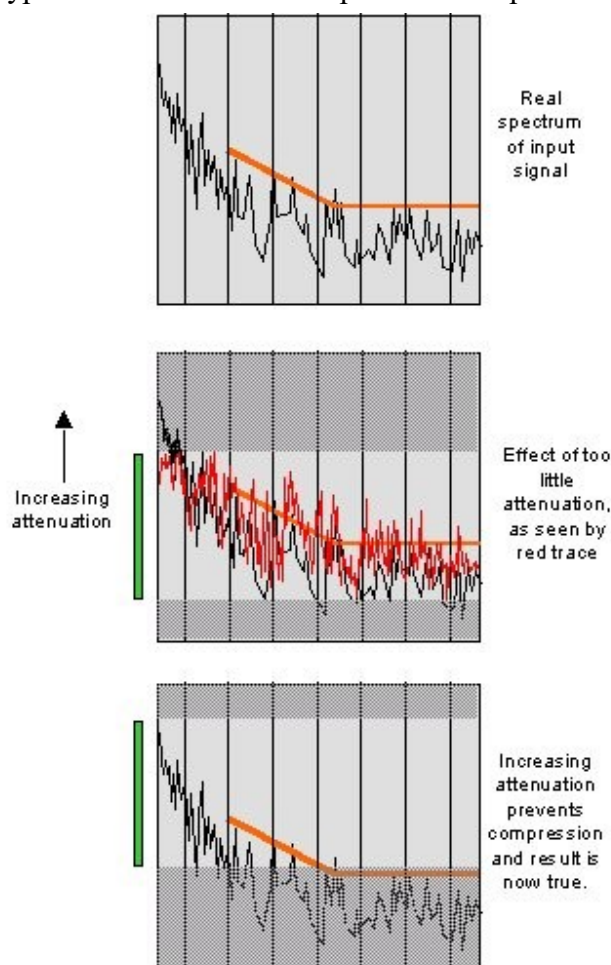 Real
spectrum
of input
signal
Increasing
attenuation
Effect of too
little
attenuation,
as seen by
red trace
Increasing
attenuation
prevents
compression
and result is
now true.